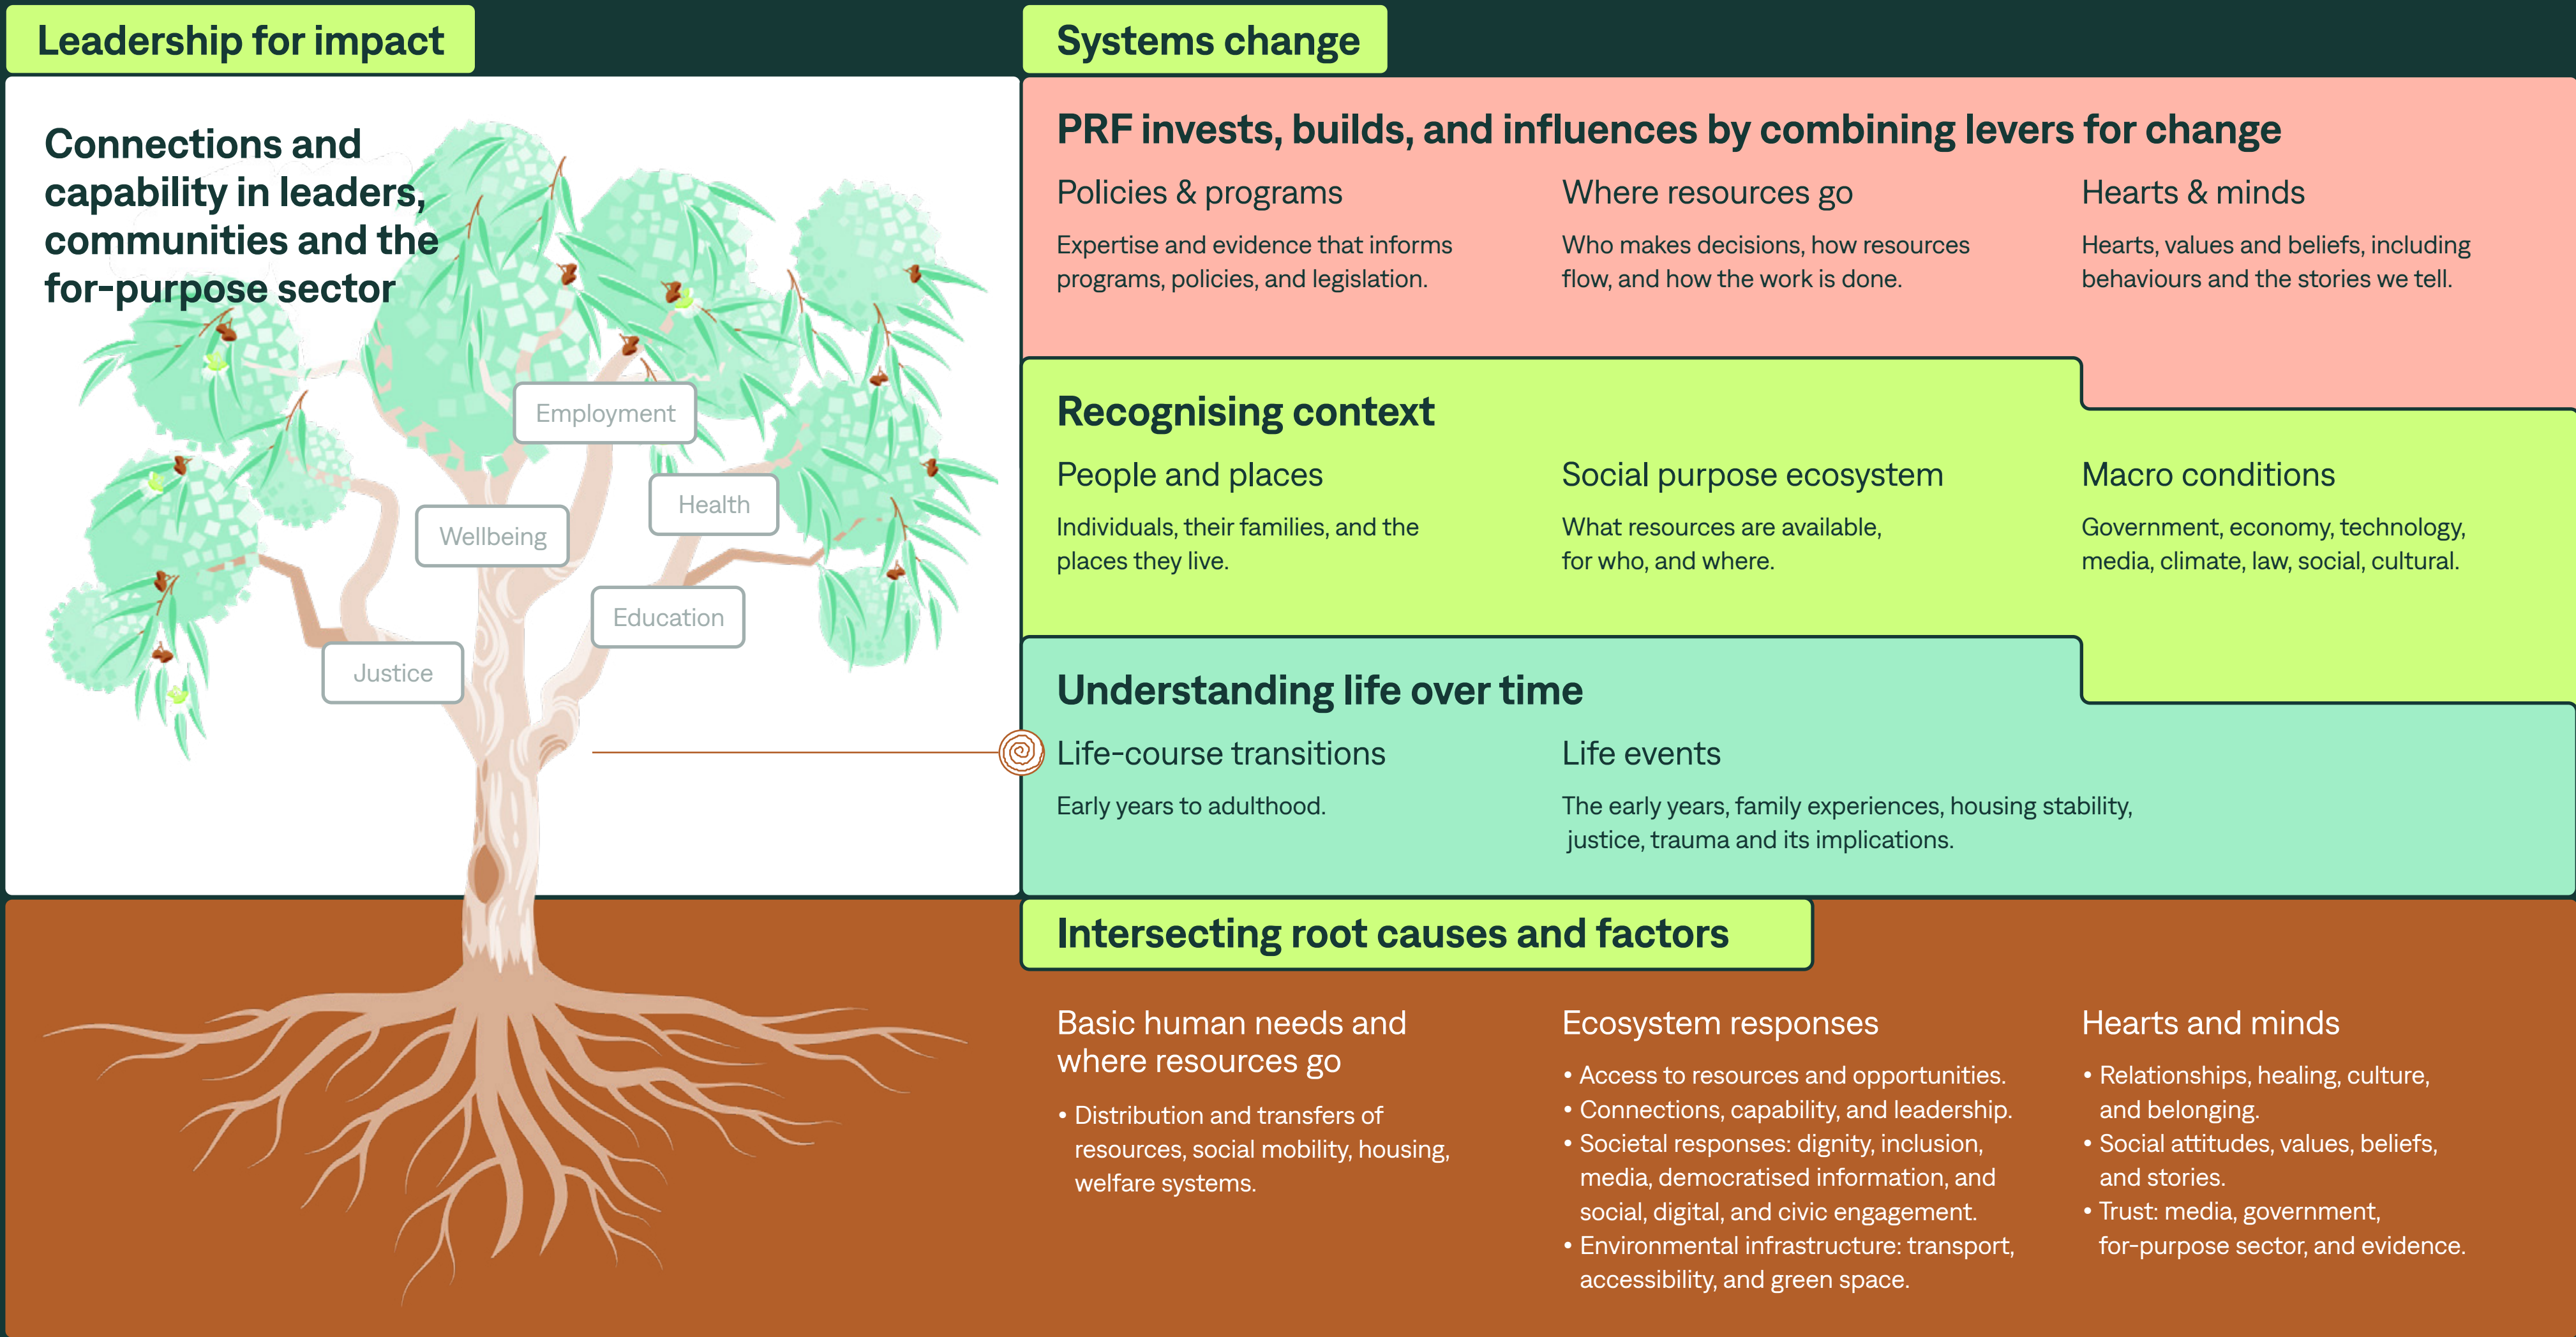 Leadership for impact
Connections and
capability in leaders,
communities and the
for-purpose sector
Employment
Health
Wellbeing
Education
Justice
Systems change
PRF invests, builds, and influences by combining levers for change
Policies & programs
Expertise and evidence that informs
programs, policies, and legislation.
Where resources go
Who makes decisions, how resources
flow, and how the work is done.
Hearts & minds
Hearts, values and beliefs, including
behaviours and the stories we tell.
Recognising context
People and places
Individuals, their families, and the
places they live.
Social purpose ecosystem
What resources are available,
for who, and where.
Macro conditions
Government, economy, technology,
media, climate, law, social, cultural.
Understanding life over time
Life-course transitions
Early years to adulthood.
Life events
The early years, family experiences, housing stability,
justice, trauma and its implications.
Intersecting root causes and factors
Basic human needs and
where resources go
• Distribution and transfers of
resources, social mobility, housing,
welfare systems.
Ecosystem responses
• Access to resources and opportunities.
• Connections, capability, and leadership.
• Societal responses: dignity, inclusion,
media, democratised information, and
social, digital, and civic engagement.
• Environmental infrastructure: transport,
accessibility, and green space.
Hearts and minds
• Relationships, healing, culture,
and belonging.
• Social attitudes, values, beliefs,
and stories.
• Trust: media, government,
for-purpose sector, and evidence.